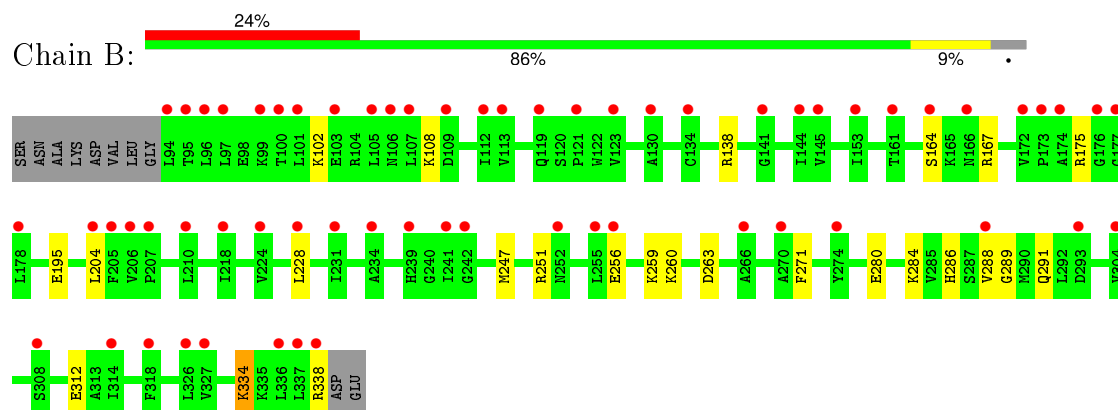 24%
Chain B:
86% 9% •
SER ASN ALA LYS ASP VAL LEU GLY L94 T95 L96 L97 E98 K99 T100 L101 K102 E103 R104 L105 N106 L107 K108 D109 I112 V113 Q119 S120 P121 W122 V123 A130 C134 R138 G141 I144 V145 I153 T161 S164 K165 N166 R167 V172 P173 A174 R175 G176 A177
L178 E195 L204 F205 V206 P207 L210 I218 V224 L228 I231 A234 H239 G240 I241 G242 M247 R251 N252 L255 E256 K259 K260 D263 A266 A270 F271 Y274 E280 K284 V285 H286 S287 V288 G289 M290 Q291 L292 D293
S308 E312 A313 I314 F318 L326 V327 K334 K335 L336 L337 R338 ASP GLU